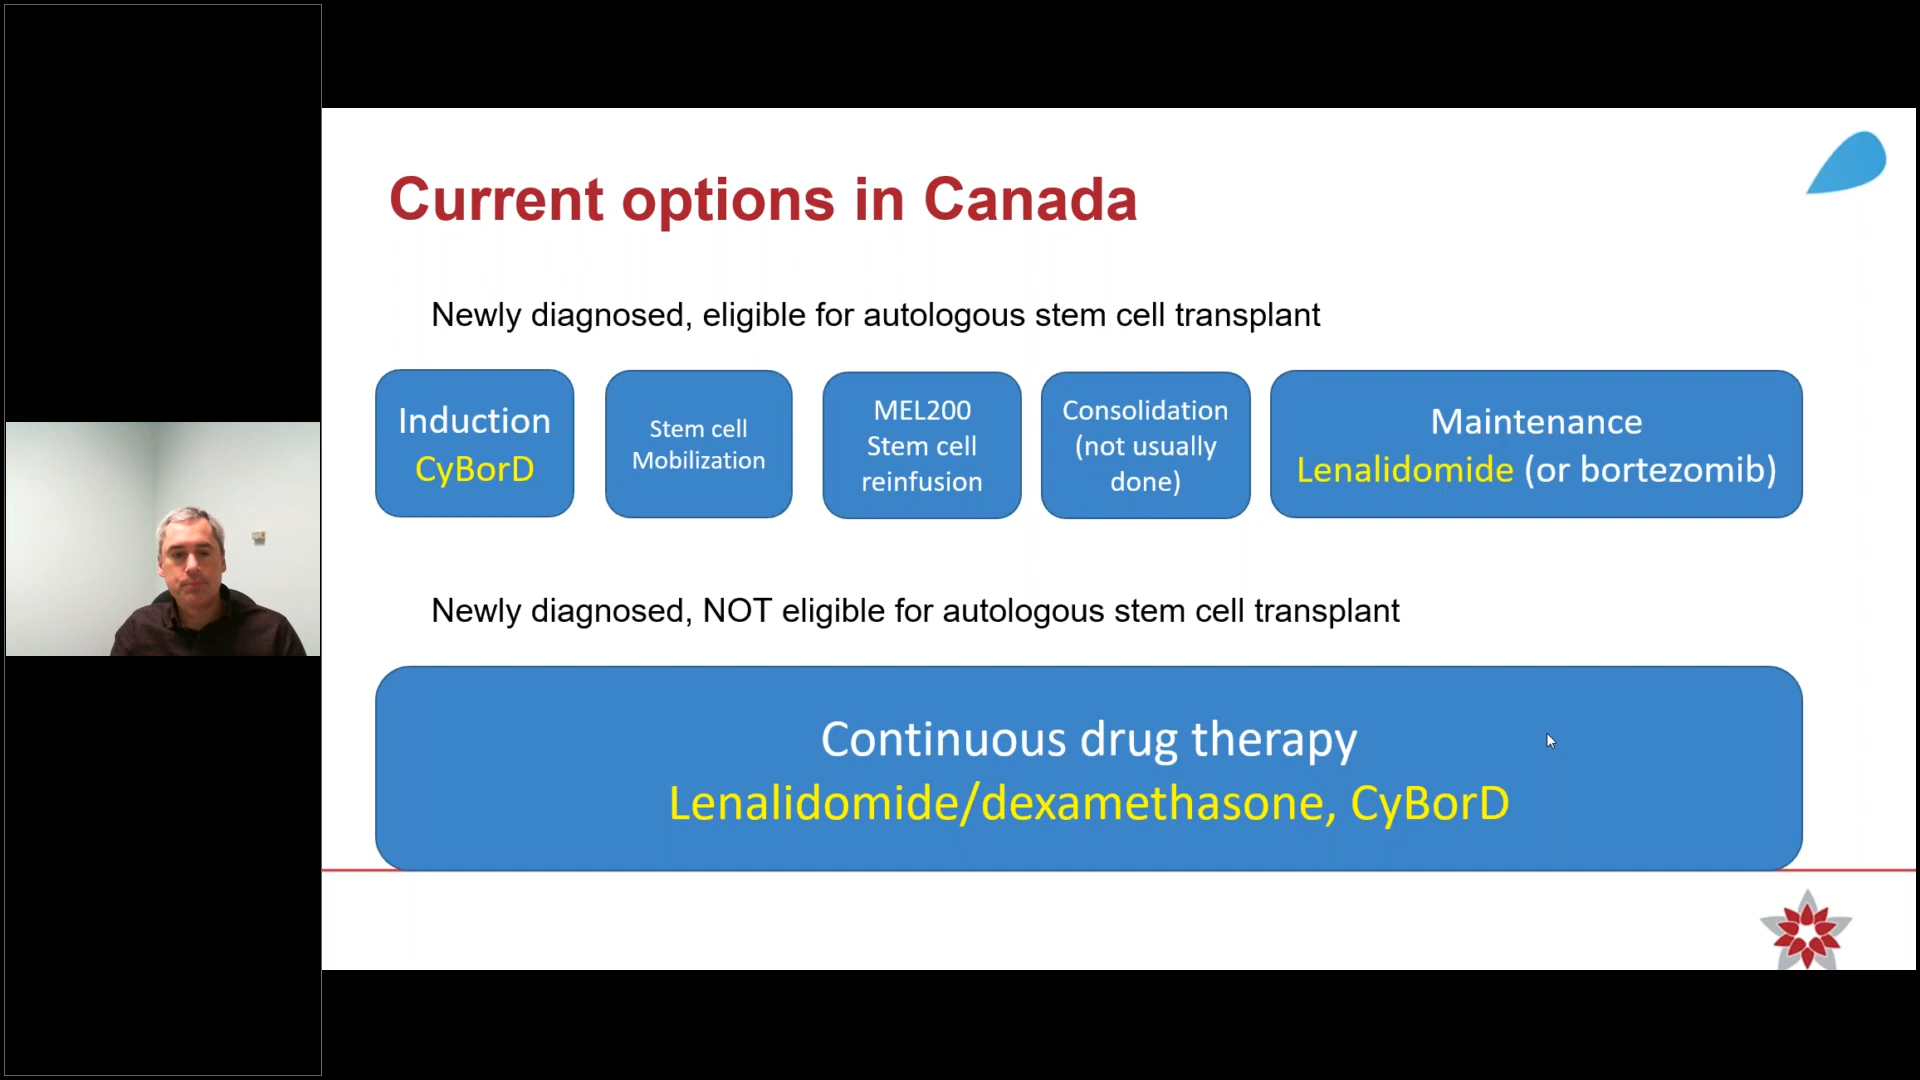 Current options in Canada
Newly diagnosed, eligible for autologous stem cell transplant
Induction
CyBorD
Stem cell
Mobilization
MEL200
Stem cell
reinfusion
Consolidation
(not usually
done)
Maintenance
Lenalidomide (or bortezomib)
Newly diagnosed, NOT eligible for autologous stem cell transplant
Continuous drug therapy
Lenalidomide/dexamethasone, CyBorD